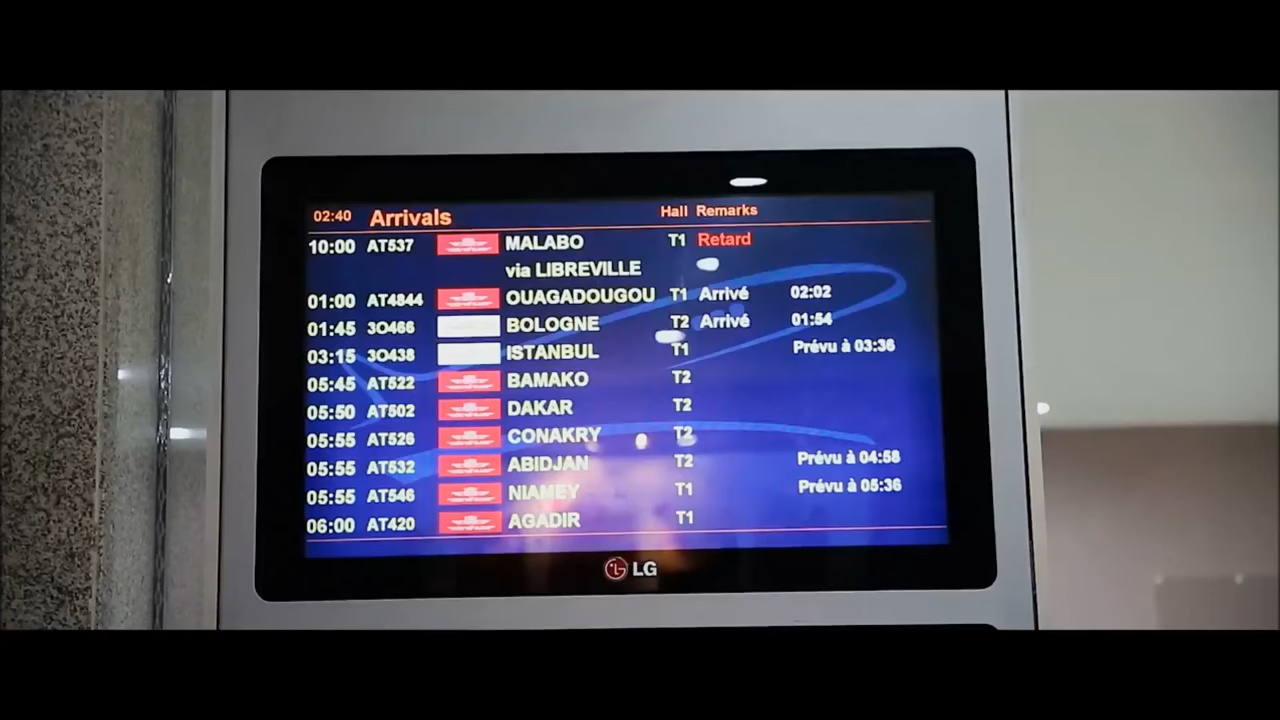 02:40 Arrivals Hall Remarks
10:00 AT537 MALABO T1 Retard
via LIBREVILLE
01:00 AT4844 OUAGADOUGOU T1 Arrivé 02:02
01:45 3O466 BOLOGNE T2 Arrivé 01:54
03:15 3O438 ISTANBUL T1 Prévu à 03:36
05:45 AT522 BAMAKO T2
05:50 AT502 DAKAR T2
05:55 AT526 CONAKRY T2
05:55 AT532 ABIDJAN T2 Prévu à 04:58
05:55 AT546 NIAMEY T1 Prévu à 05:36
06:00 AT420 AGADIR T1
LG